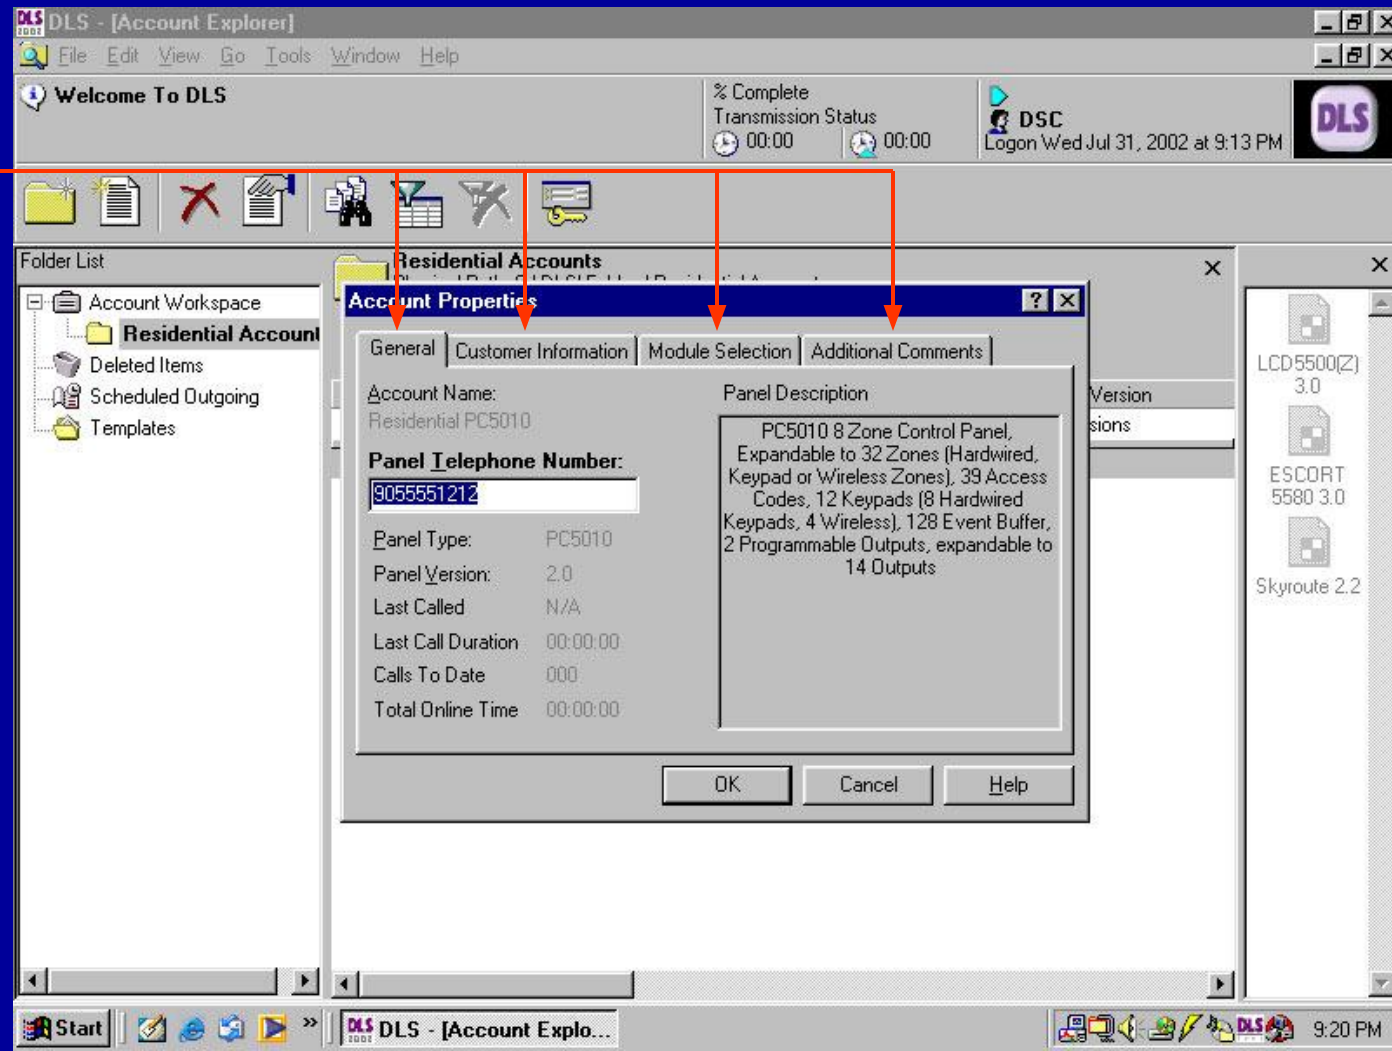 DLS 2002 DLS - [Account Explorer]
File Edit View Go Tools Window Help
Welcome To DLS
% Complete
Transmission Status
00:00 00:00
DSC
Logon Wed Jul 31, 2002 at 9:13 PM
DLS
Folder List
Account Workspace
Residential Account
Deleted Items
Scheduled Outgoing
Templates
Residential Accounts
Version
sions
Account Properties
General Customer Information Module Selection Additional Comments
Account Name:
Residential PC5010
Panel Telephone Number:
9055551212
Panel Type: PC5010
Panel Version: 2.0
Last Called N/A
Last Call Duration 00:00:00
Calls To Date 000
Total Online Time 00:00:00
Panel Description
PC5010 8 Zone Control Panel,
Expandable to 32 Zones (Hardwired,
Keypad or Wireless Zones), 39 Access
Codes, 12 Keypads (8 Hardwired
Keypads, 4 Wireless), 128 Event Buffer,
2 Programmable Outputs, expandable to
14 Outputs
OK Cancel Help
LCD5500(Z)
3.0
ESCORT
5580 3.0
Skyroute 2.2
Start » DLS 2002 DLS - [Account Explo... DLS 9:20 PM